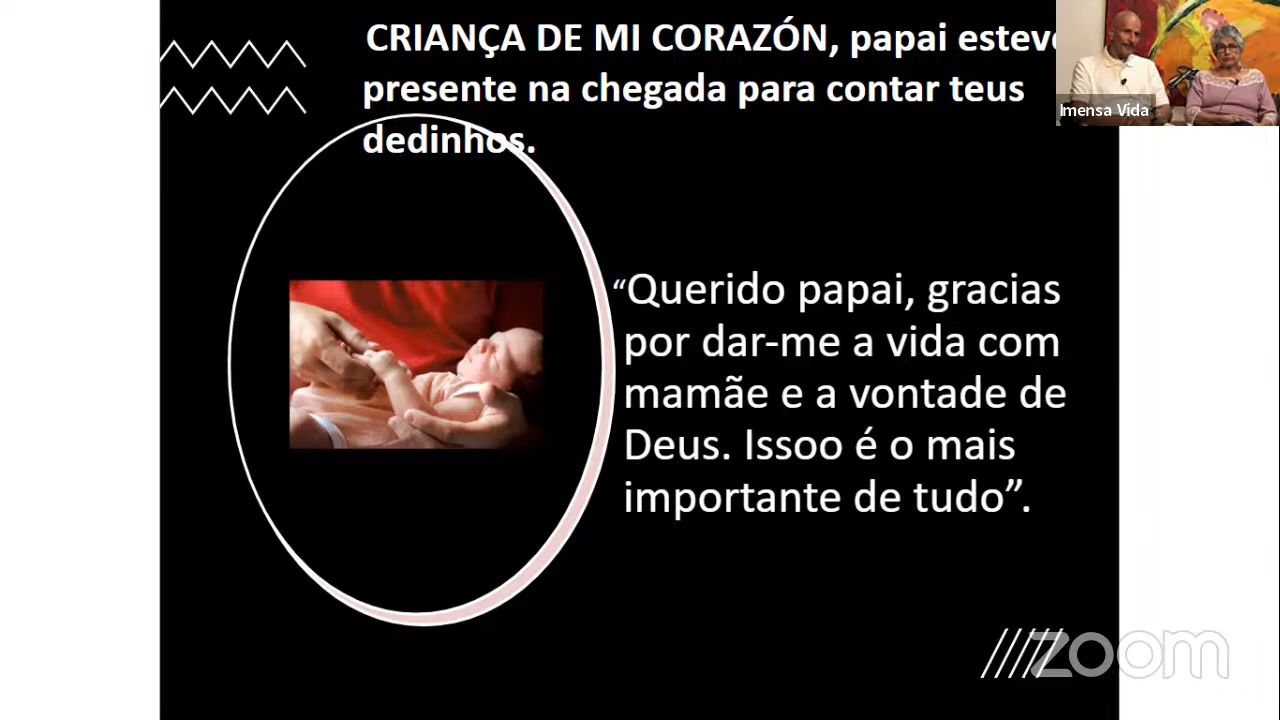 CRIANÇA DE MI CORAZÓN, papai esteve
presente na chegada para contar teus
dedinhos.
Imensa Vida
“Querido papai, gracias
por dar-me a vida com
mamãe e a vontade de
Deus. Issoo é o mais
importante de tudo”.
zoom